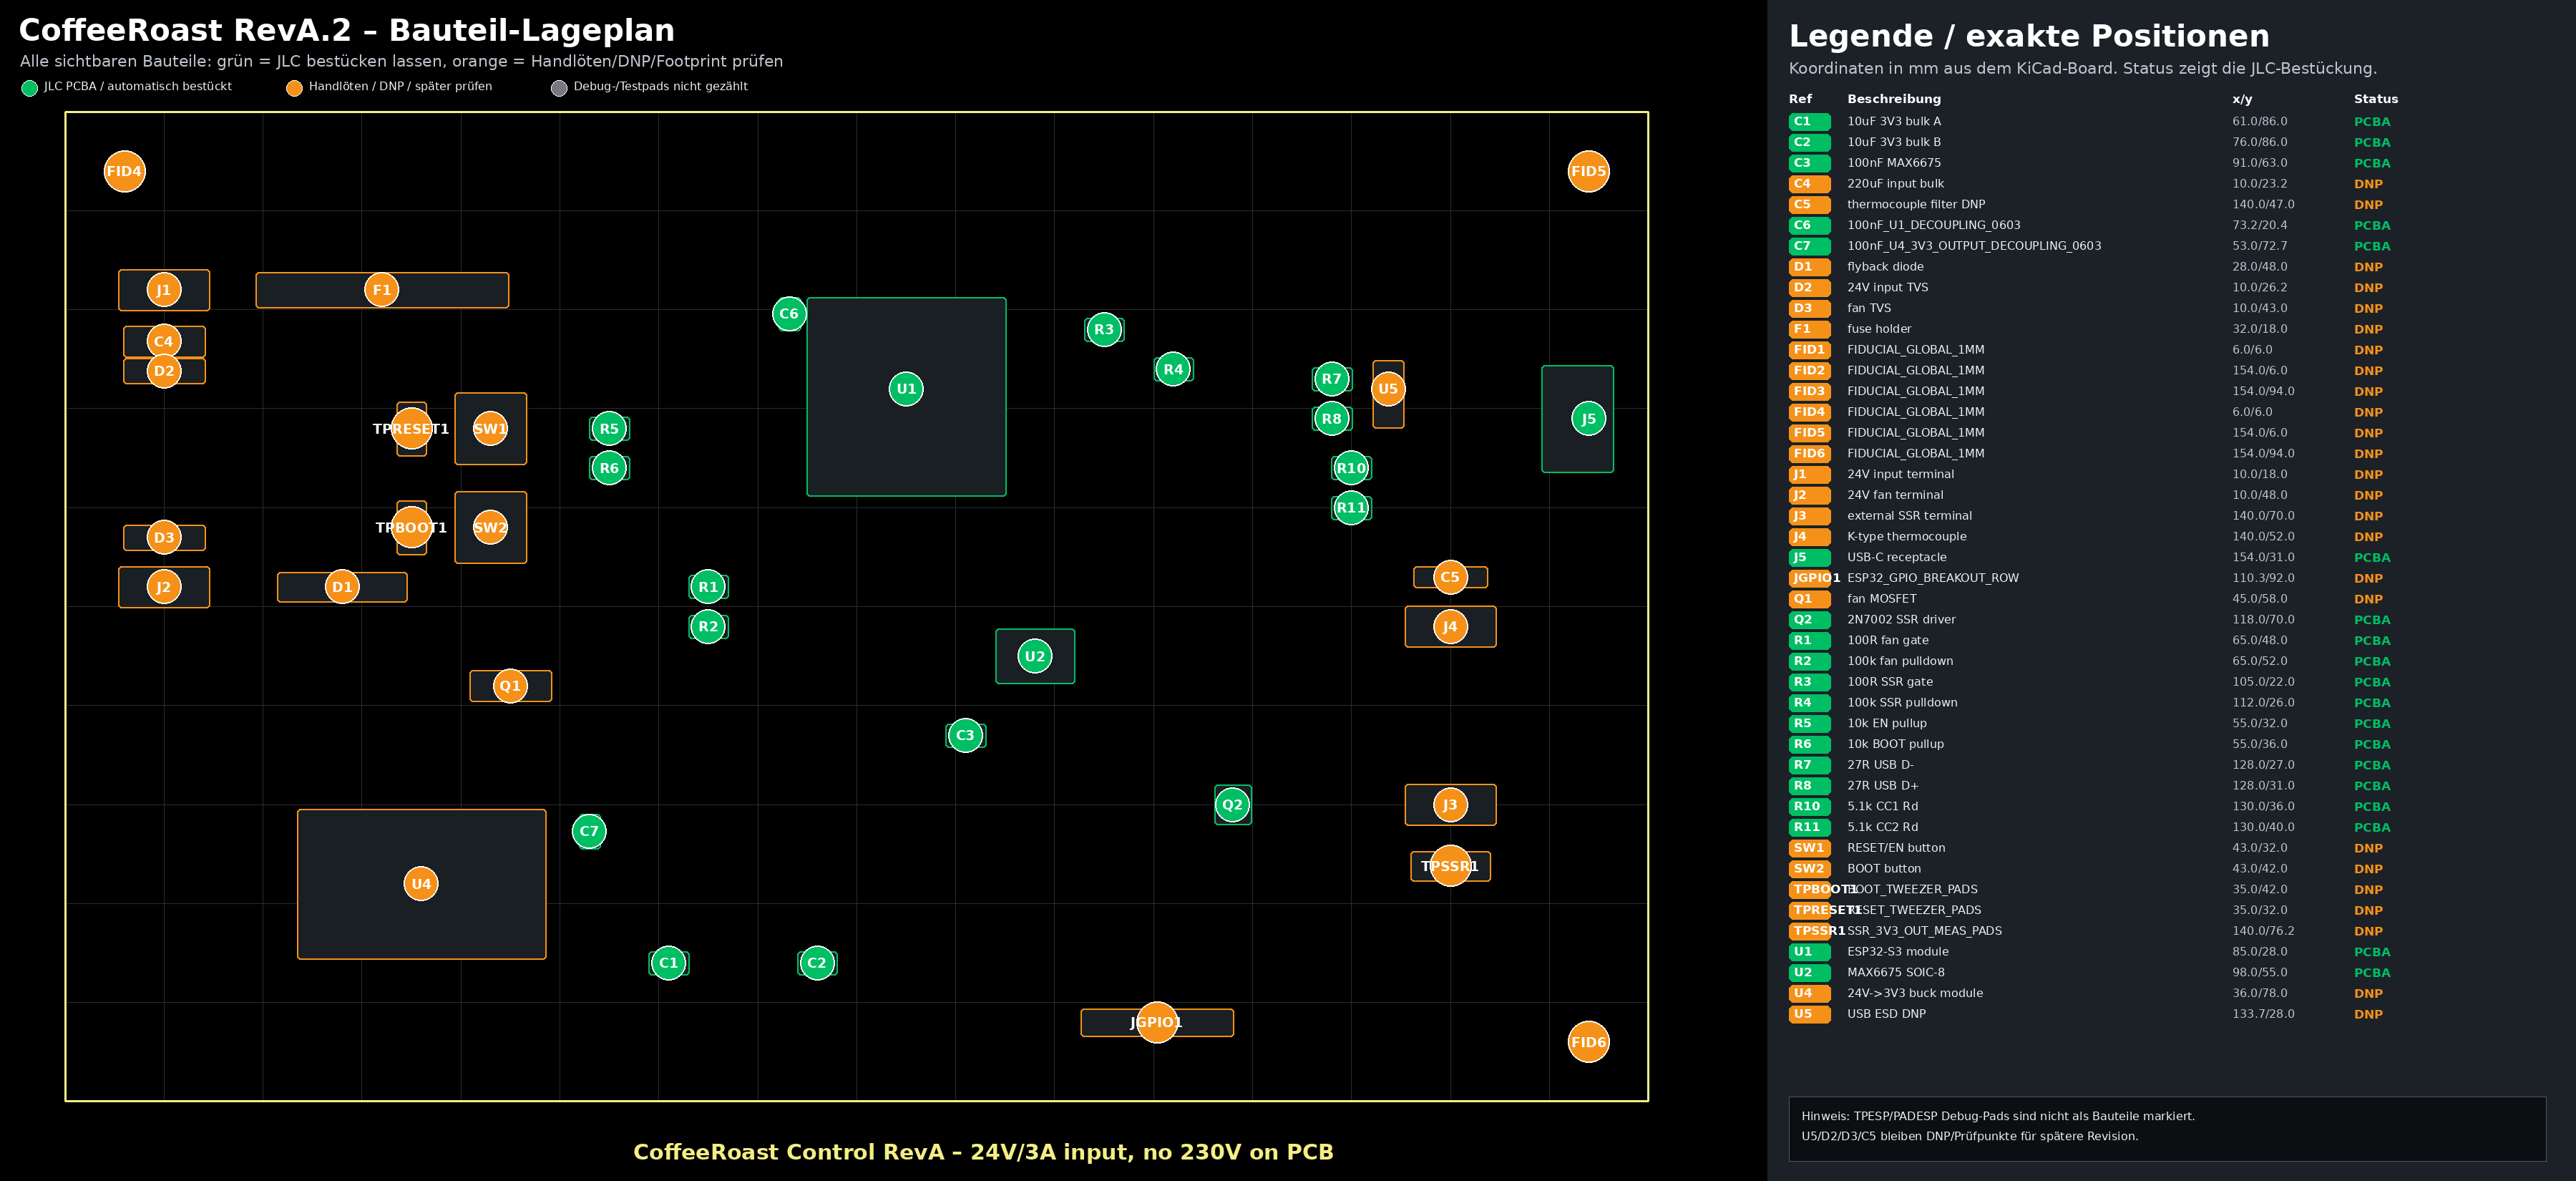 CoffeeRoast RevA.2 – Bauteil-Lageplan
Alle sichtbaren Bauteile: grün = JLC bestücken lassen, orange = Handlöten/DNP/Footprint prüfen
JLC PCBA / automatisch bestückt
Handlöten / DNP / später prüfen
Debug-/Testpads nicht gezählt
FID4
FID5
J1
F1
C4
D2
C6
U1
R3
R4
R7
U5
R8
J5
TPRESET1
SW1
R5
R6
R10
R11
TPBOOT1
SW2
D3
J2
D1
R1
R2
C5
J4
U2
Q1
C3
Q2
J3
C7
TPSSR1
U4
C1
C2
JGPIO1
FID6
CoffeeRoast Control RevA – 24V/3A input, no 230V on PCB
Legende / exakte Positionen
Koordinaten in mm aus dem KiCad-Board. Status zeigt die JLC-Bestückung.
Ref Beschreibung x/y Status
C1 10uF 3V3 bulk A 61.0/86.0 PCBA
C2 10uF 3V3 bulk B 76.0/86.0 PCBA
C3 100nF MAX6675 91.0/63.0 PCBA
C4 220uF input bulk 10.0/23.2 DNP
C5 thermocouple filter DNP 140.0/47.0 DNP
C6 100nF_U1_DECOUPLING_0603 73.2/20.4 PCBA
C7 100nF_U4_3V3_OUTPUT_DECOUPLING_0603 53.0/72.7 PCBA
D1 flyback diode 28.0/48.0 DNP
D2 24V input TVS 10.0/26.2 DNP
D3 fan TVS 10.0/43.0 DNP
F1 fuse holder 32.0/18.0 DNP
FID1 FIDUCIAL_GLOBAL_1MM 6.0/6.0 DNP
FID2 FIDUCIAL_GLOBAL_1MM 154.0/6.0 DNP
FID3 FIDUCIAL_GLOBAL_1MM 154.0/94.0 DNP
FID4 FIDUCIAL_GLOBAL_1MM 6.0/6.0 DNP
FID5 FIDUCIAL_GLOBAL_1MM 154.0/6.0 DNP
FID6 FIDUCIAL_GLOBAL_1MM 154.0/94.0 DNP
J1 24V input terminal 10.0/18.0 DNP
J2 24V fan terminal 10.0/48.0 DNP
J3 external SSR terminal 140.0/70.0 DNP
J4 K-type thermocouple 140.0/52.0 DNP
J5 USB-C receptacle 154.0/31.0 PCBA
JGPIO1 ESP32_GPIO_BREAKOUT_ROW 110.3/92.0 DNP
Q1 fan MOSFET 45.0/58.0 DNP
Q2 2N7002 SSR driver 118.0/70.0 PCBA
R1 100R fan gate 65.0/48.0 PCBA
R2 100k fan pulldown 65.0/52.0 PCBA
R3 100R SSR gate 105.0/22.0 PCBA
R4 100k SSR pulldown 112.0/26.0 PCBA
R5 10k EN pullup 55.0/32.0 PCBA
R6 10k BOOT pullup 55.0/36.0 PCBA
R7 27R USB D- 128.0/27.0 PCBA
R8 27R USB D+ 128.0/31.0 PCBA
R10 5.1k CC1 Rd 130.0/36.0 PCBA
R11 5.1k CC2 Rd 130.0/40.0 PCBA
SW1 RESET/EN button 43.0/32.0 DNP
SW2 BOOT button 43.0/42.0 DNP
TPBOOT1 BOOT_TWEEZER_PADS 35.0/42.0 DNP
TPRESET1 RESET_TWEEZER_PADS 35.0/32.0 DNP
TPSSR1 SSR_3V3_OUT_MEAS_PADS 140.0/76.2 DNP
U1 ESP32-S3 module 85.0/28.0 PCBA
U2 MAX6675 SOIC-8 98.0/55.0 PCBA
U4 24V->3V3 buck module 36.0/78.0 DNP
U5 USB ESD DNP 133.7/28.0 DNP
Hinweis: TPESP/PADESP Debug-Pads sind nicht als Bauteile markiert.
U5/D2/D3/C5 bleiben DNP/Prüfpunkte für spätere Revision.